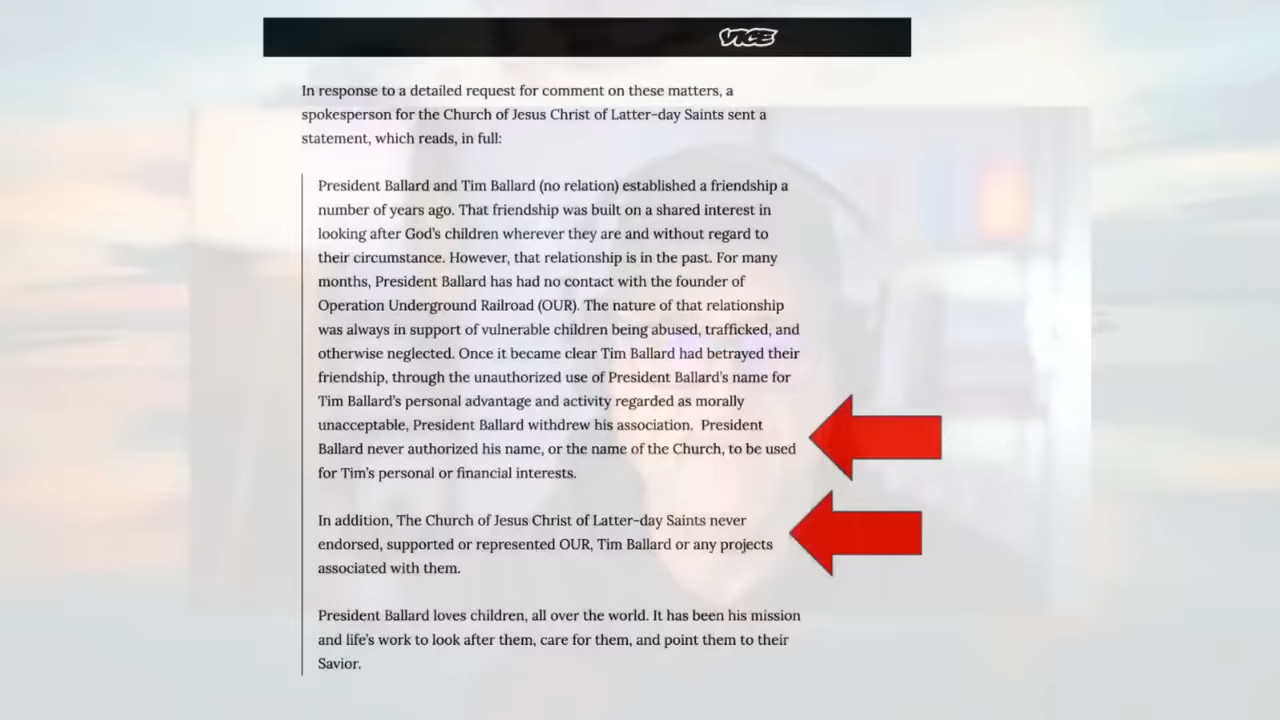 VICE
In response to a detailed request for comment on these matters, a
spokesperson for the Church of Jesus Christ of Latter-day Saints sent a
statement, which reads, in full:
President Ballard and Tim Ballard (no relation) established a friendship a
number of years ago. That friendship was built on a shared interest in
looking after God’s children wherever they are and without regard to
their circumstance. However, that relationship is in the past. For many
months, President Ballard has had no contact with the founder of
Operation Underground Railroad (OUR). The nature of that relationship
was always in support of vulnerable children being abused, trafficked, and
otherwise neglected. Once it became clear Tim Ballard had betrayed their
friendship, through the unauthorized use of President Ballard’s name for
Tim Ballard’s personal advantage and activity regarded as morally
unacceptable, President Ballard withdrew his association. President
Ballard never authorized his name, or the name of the Church, to be used
for Tim’s personal or financial interests.
In addition, The Church of Jesus Christ of Latter-day Saints never
endorsed, supported or represented OUR, Tim Ballard or any projects
associated with them.
President Ballard loves children, all over the world. It has been his mission
and life’s work to look after them, care for them, and point them to their
Savior.